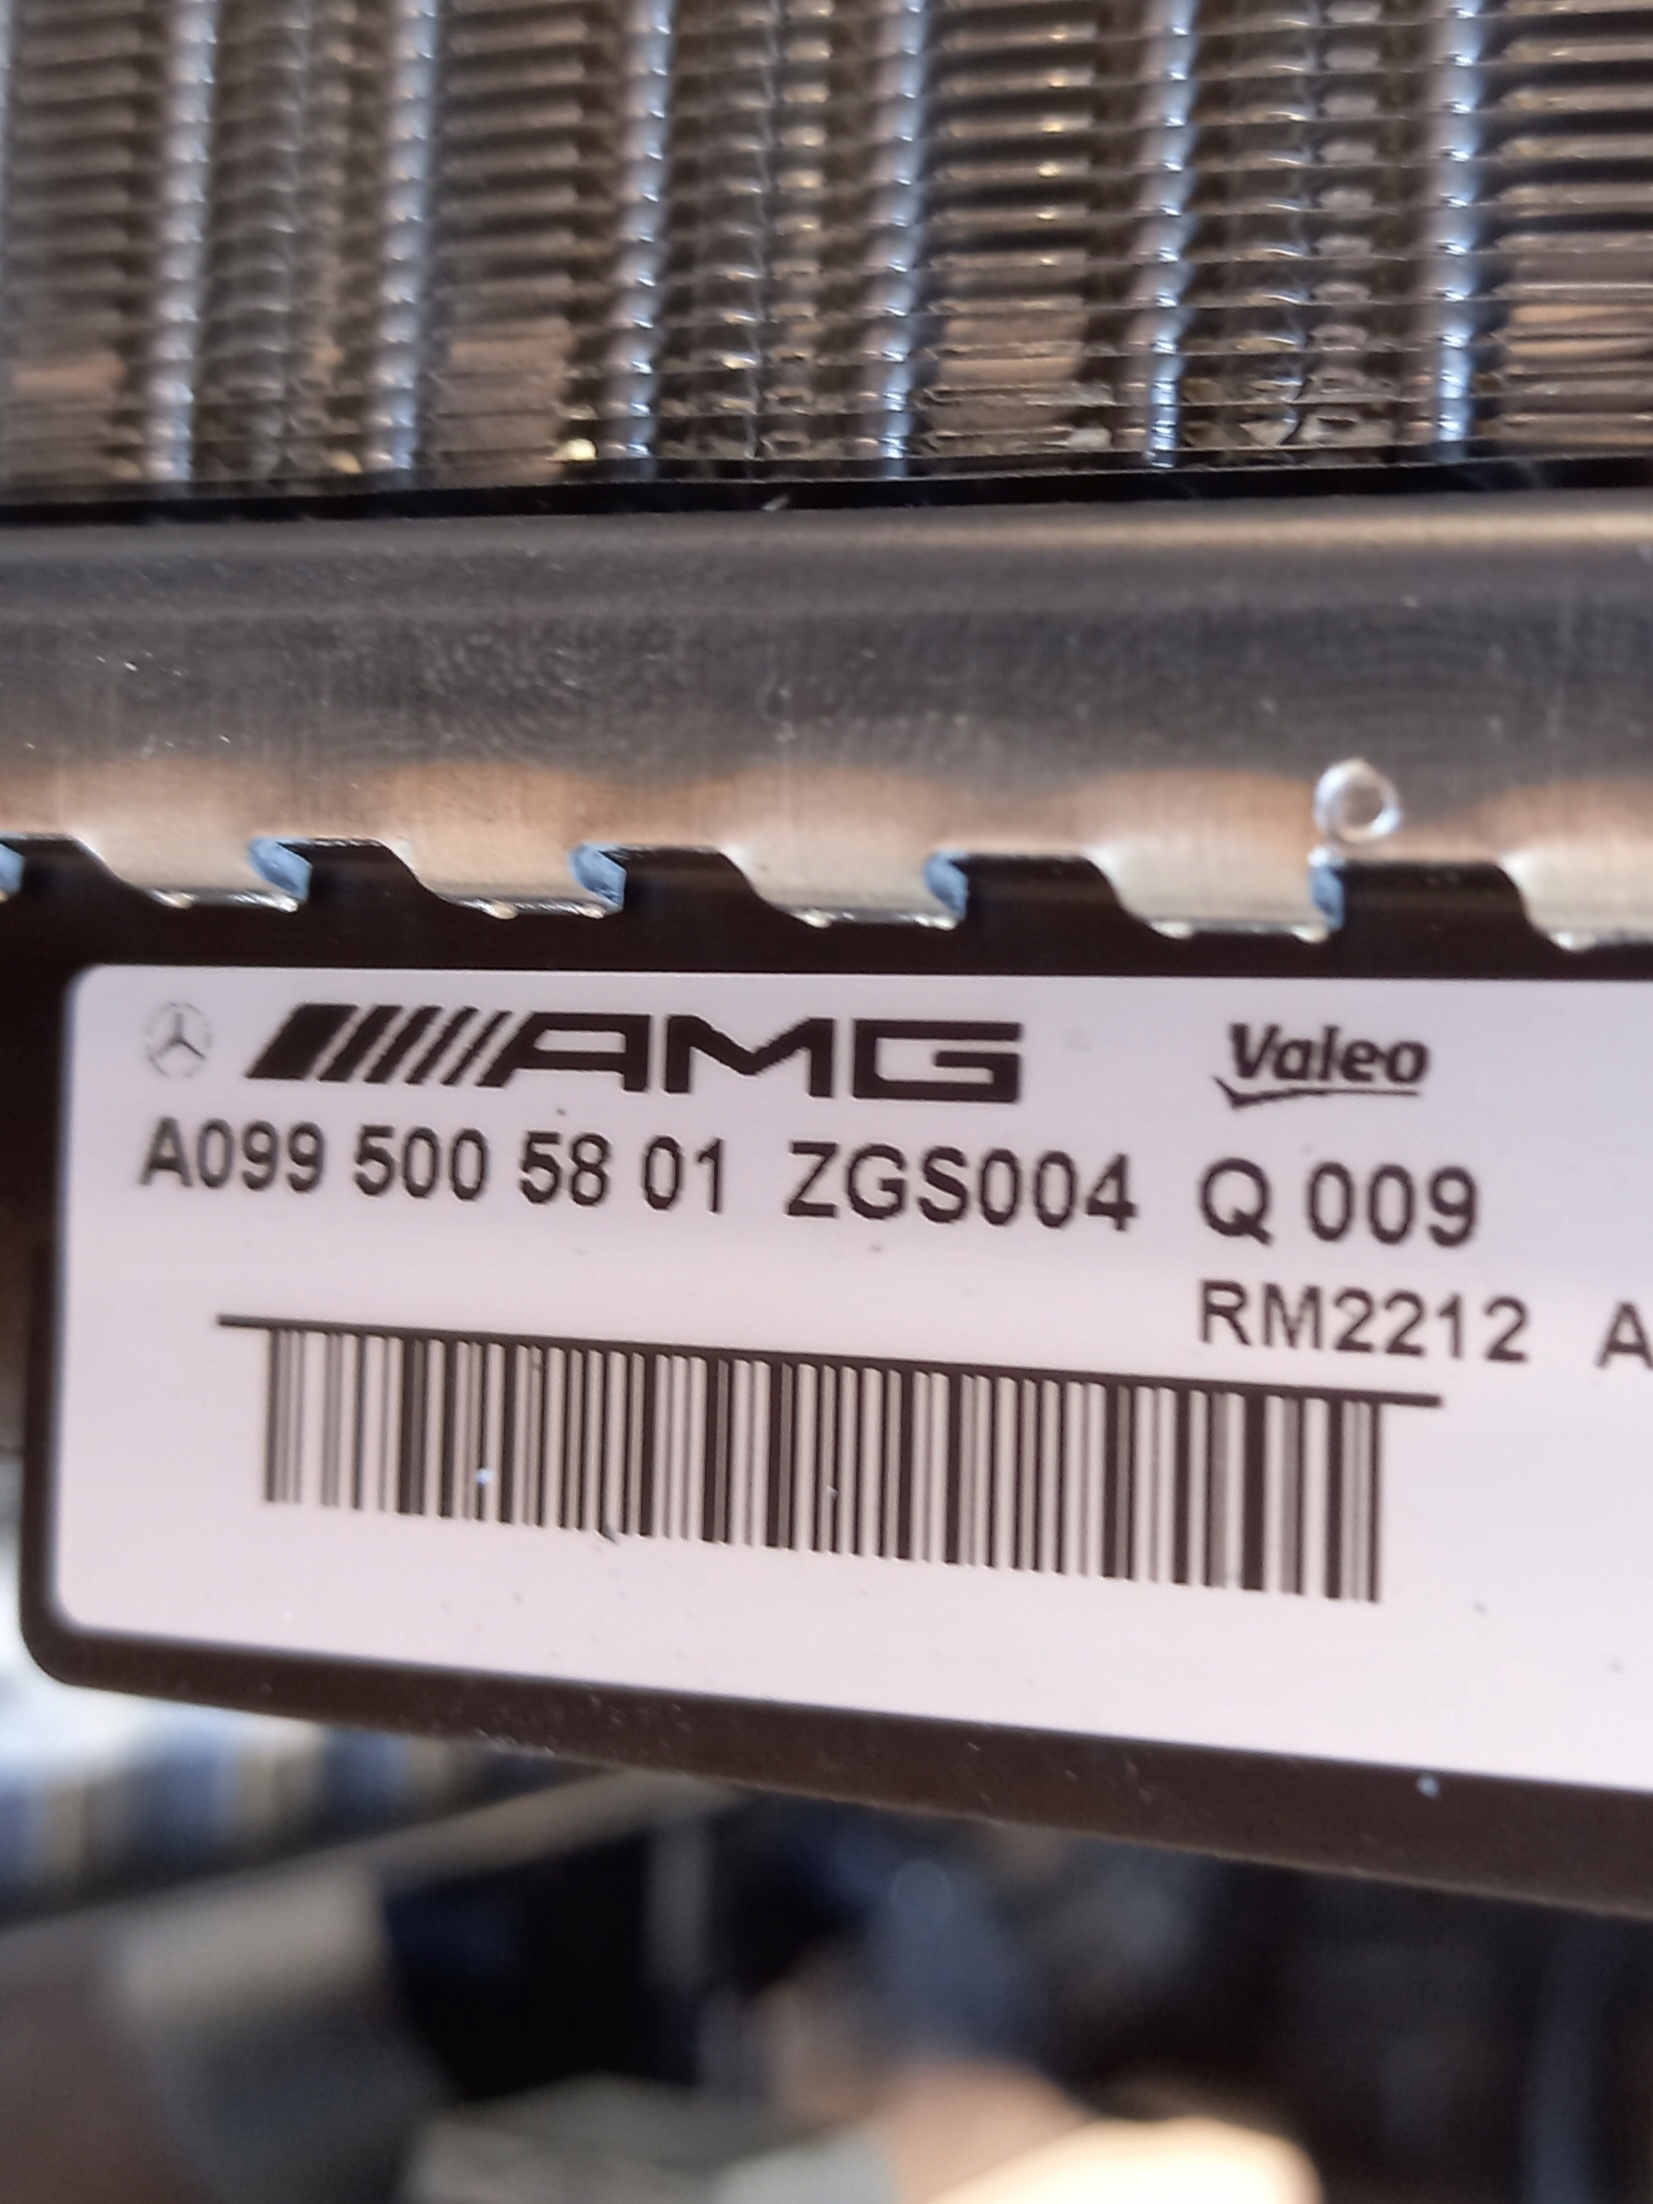 AMG Valeo
A099 500 58 01 ZGS004 Q 009
RM2212 A